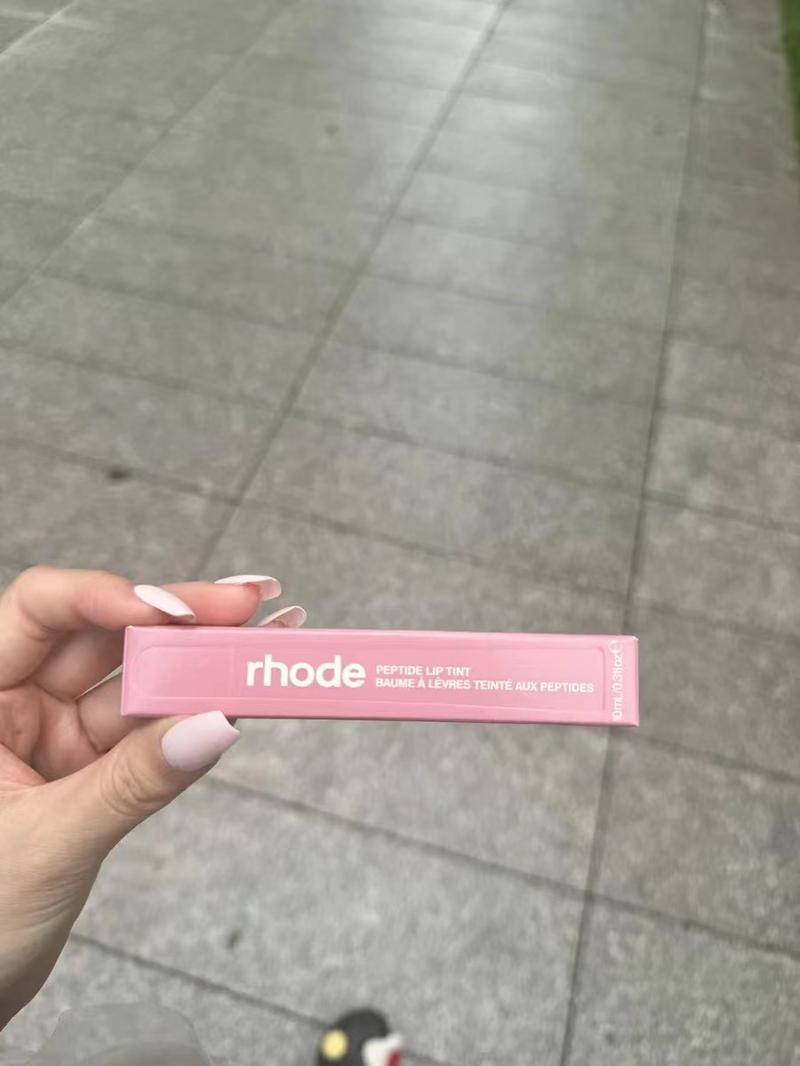 rhode
PEPTIDE LIP TINT
BAUME À LÈVRES TEINTÉ AUX PEPTIDES
10mL/0.3floz℮